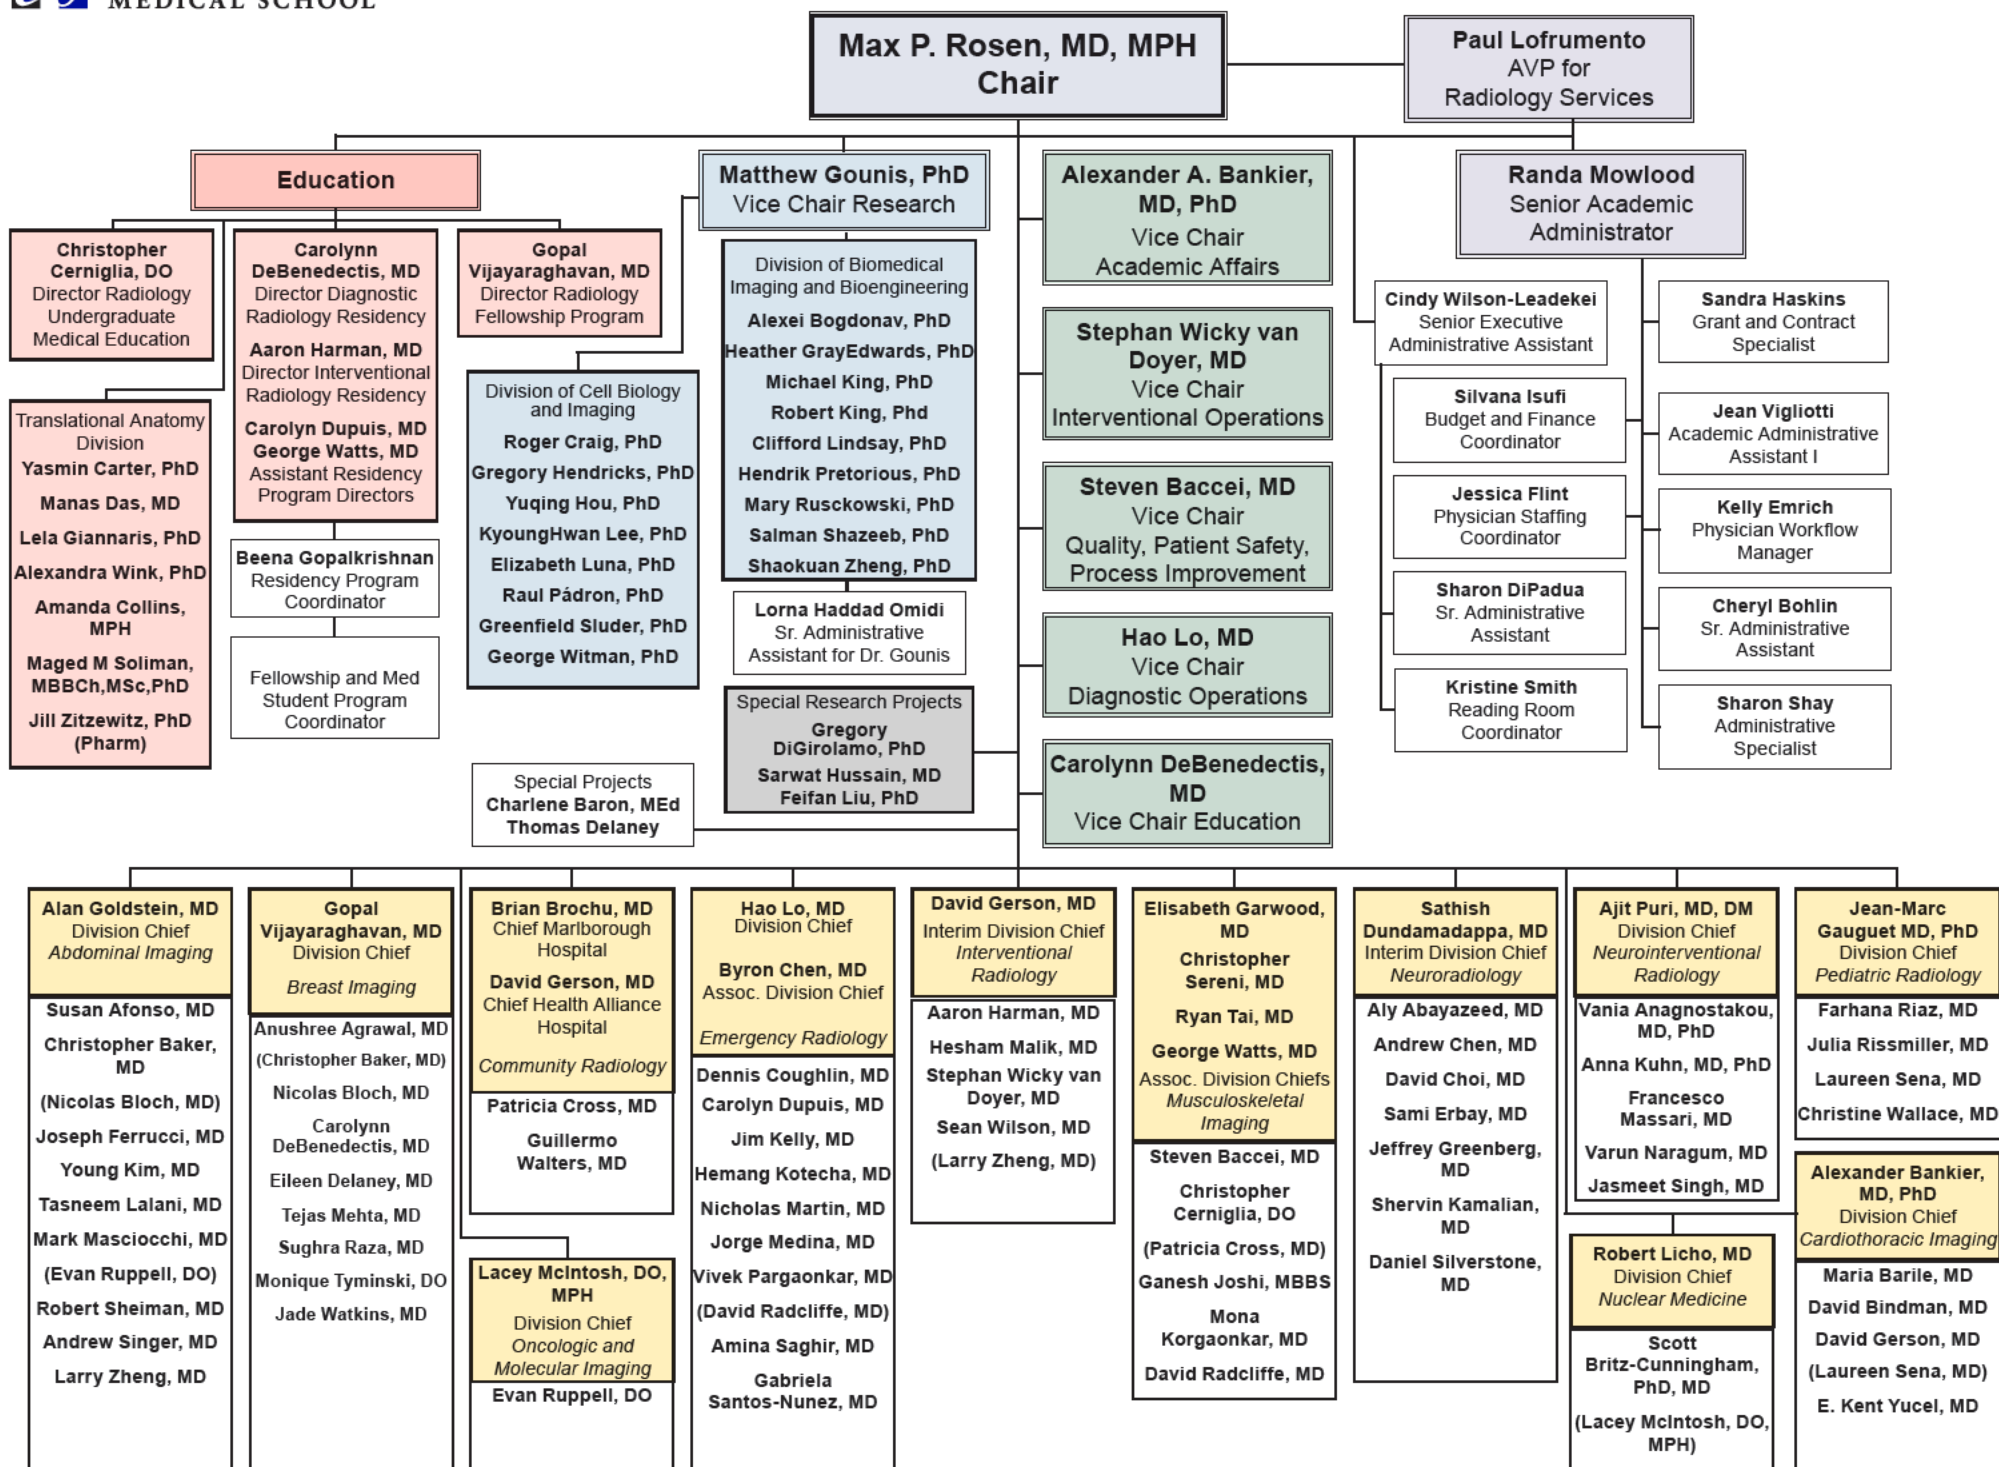 MEDICAL SCHOOL
Max P. Rosen, MD, MPH
Chair
Paul Lofrumento
AVP for
Radiology Services
Education
Matthew Gounis, PhD
Vice Chair Research
Alexander A. Bankier,
MD, PhD
Vice Chair
Academic Affairs
Randa Mowlood
Senior Academic
Administrator
Christopher
Cerniglia, DO
Director Radiology
Undergraduate
Medical Education
Carolynn
DeBenedectis, MD
Director Diagnostic
Radiology Residency
Aaron Harman, MD
Director Interventional
Radiology Residency
Carolyn Dupuis, MD
George Watts, MD
Assistant Residency
Program Directors
Gopal
Vijayaraghavan, MD
Director Radiology
Fellowship Program
Translational Anatomy
Division
Yasmin Carter, PhD
Manas Das, MD
Lela Giannaris, PhD
Alexandra Wink, PhD
Amanda Collins,
MPH
Maged M Soliman,
MBBCh,MSc,PhD
Jill Zitzewitz, PhD
(Pharm)
Beena Gopalkrishnan
Residency Program
Coordinator
Fellowship and Med
Student Program
Coordinator
Division of Cell Biology
and Imaging
Roger Craig, PhD
Gregory Hendricks, PhD
Yuqing Hou, PhD
KyoungHwan Lee, PhD
Elizabeth Luna, PhD
Raul Pádron, PhD
Greenfield Sluder, PhD
George Witman, PhD
Division of Biomedical
Imaging and Bioengineering
Alexei Bogdonav, PhD
Heather GrayEdwards, PhD
Michael King, PhD
Robert King, Phd
Clifford Lindsay, PhD
Hendrik Pretorious, PhD
Mary Rusckowski, PhD
Salman Shazeeb, PhD
Shaokuan Zheng, PhD
Lorna Haddad Omidi
Sr. Administrative
Assistant for Dr. Gounis
Special Research Projects
Gregory
DiGirolamo, PhD
Sarwat Hussain, MD
Feifan Liu, PhD
Special Projects
Charlene Baron, MEd
Thomas Delaney
Stephan Wicky van
Doyer, MD
Vice Chair
Interventional Operations
Steven Baccei, MD
Vice Chair
Quality, Patient Safety,
Process Improvement
Hao Lo, MD
Vice Chair
Diagnostic Operations
Carolynn DeBenedectis,
MD
Vice Chair Education
Cindy Wilson-Leadekei
Senior Executive
Administrative Assistant
Silvana Isufi
Budget and Finance
Coordinator
Jessica Flint
Physician Staffing
Coordinator
Sharon DiPadua
Sr. Administrative
Assistant
Kristine Smith
Reading Room
Coordinator
Sandra Haskins
Grant and Contract
Specialist
Jean Vigliotti
Academic Administrative
Assistant I
Kelly Emrich
Physician Workflow
Manager
Cheryl Bohlin
Sr. Administrative
Assistant
Sharon Shay
Administrative
Specialist
Alan Goldstein, MD
Division Chief
Abdominal Imaging
Susan Afonso, MD
Christopher Baker,
MD
(Nicolas Bloch, MD)
Joseph Ferrucci, MD
Young Kim, MD
Tasneem Lalani, MD
Mark Masciocchi, MD
(Evan Ruppell, DO)
Robert Sheiman, MD
Andrew Singer, MD
Larry Zheng, MD
Gopal
Vijayaraghavan, MD
Division Chief
Breast Imaging
Anushree Agrawal, MD
(Christopher Baker, MD)
Nicolas Bloch, MD
Carolynn
DeBenedectis, MD
Eileen Delaney, MD
Tejas Mehta, MD
Sughra Raza, MD
Monique Tyminski, DO
Jade Watkins, MD
Brian Brochu, MD
Chief Marlborough
Hospital
David Gerson, MD
Chief Health Alliance
Hospital
Community Radiology
Patricia Cross, MD
Guillermo
Walters, MD
Lacey McIntosh, DO,
MPH
Division Chief
Oncologic and
Molecular Imaging
Evan Ruppell, DO
Hao Lo, MD
Division Chief
Byron Chen, MD
Assoc. Division Chief
Emergency Radiology
Dennis Coughlin, MD
Carolyn Dupuis, MD
Jim Kelly, MD
Hemang Kotecha, MD
Nicholas Martin, MD
Jorge Medina, MD
Vivek Pargaonkar, MD
(David Radcliffe, MD)
Amina Saghir, MD
Gabriela
Santos-Nunez, MD
David Gerson, MD
Interim Division Chief
Interventional
Radiology
Aaron Harman, MD
Hesham Malik, MD
Stephan Wicky van
Doyer, MD
Sean Wilson, MD
(Larry Zheng, MD)
Elisabeth Garwood,
MD
Christopher
Sereni, MD
Ryan Tai, MD
George Watts, MD
Assoc. Division Chiefs
Musculoskeletal
Imaging
Steven Baccei, MD
Christopher
Cerniglia, DO
(Patricia Cross, MD)
Ganesh Joshi, MBBS
Mona
Korgaonkar, MD
David Radcliffe, MD
Sathish
Dundamadappa, MD
Interim Division Chief
Neuroradiology
Aly Abayazeed, MD
Andrew Chen, MD
David Choi, MD
Sami Erbay, MD
Jeffrey Greenberg,
MD
Shervin Kamalian,
MD
Daniel Silverstone,
MD
Ajit Puri, MD, DM
Division Chief
Neurointerventional
Radiology
Vania Anagnostakou,
MD, PhD
Anna Kuhn, MD, PhD
Francesco
Massari, MD
Varun Naragum, MD
Jasmeet Singh, MD
Robert Licho, MD
Division Chief
Nuclear Medicine
Scott
Britz-Cunningham,
PhD, MD
(Lacey McIntosh, DO,
MPH)
Jean-Marc
Gauguet MD, PhD
Division Chief
Pediatric Radiology
Farhana Riaz, MD
Julia Rissmiller, MD
Laureen Sena, MD
Christine Wallace, MD
Alexander Bankier,
MD, PhD
Division Chief
Cardiothoracic Imaging
Maria Barile, MD
David Bindman, MD
David Gerson, MD
(Laureen Sena, MD)
E. Kent Yucel, MD